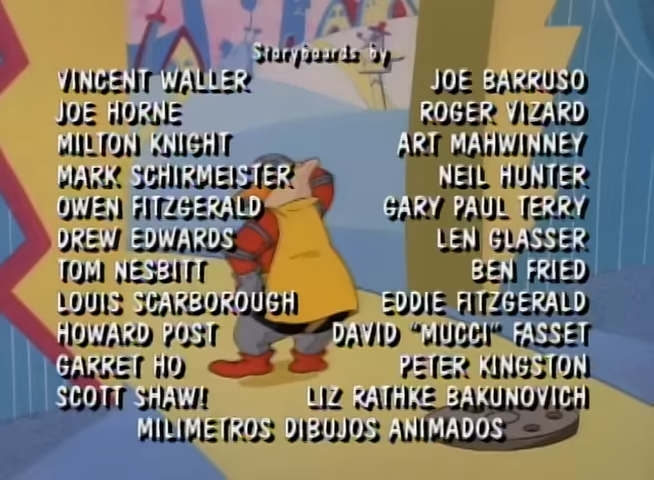 Storyboards by
VINCENT WALLER JOE BARRUSO
JOE HORNE ROGER VIZARD
MILTON KNIGHT ART MAHWINNEY
MARK SCHIRMEISTER NEIL HUNTER
OWEN FITZGERALD GARY PAUL TERRY
DREW EDWARDS LEN GLASSER
TOM NESBITT BEN FRIED
LOUIS SCARBOROUGH EDDIE FITZGERALD
HOWARD POST DAVID "MUCCI" FASSET
GARRET HO PETER KINGSTON
SCOTT SHAW! LIZ RATHKE BAKUNOVICH
MILIMETROS DIBUJOS ANIMADOS